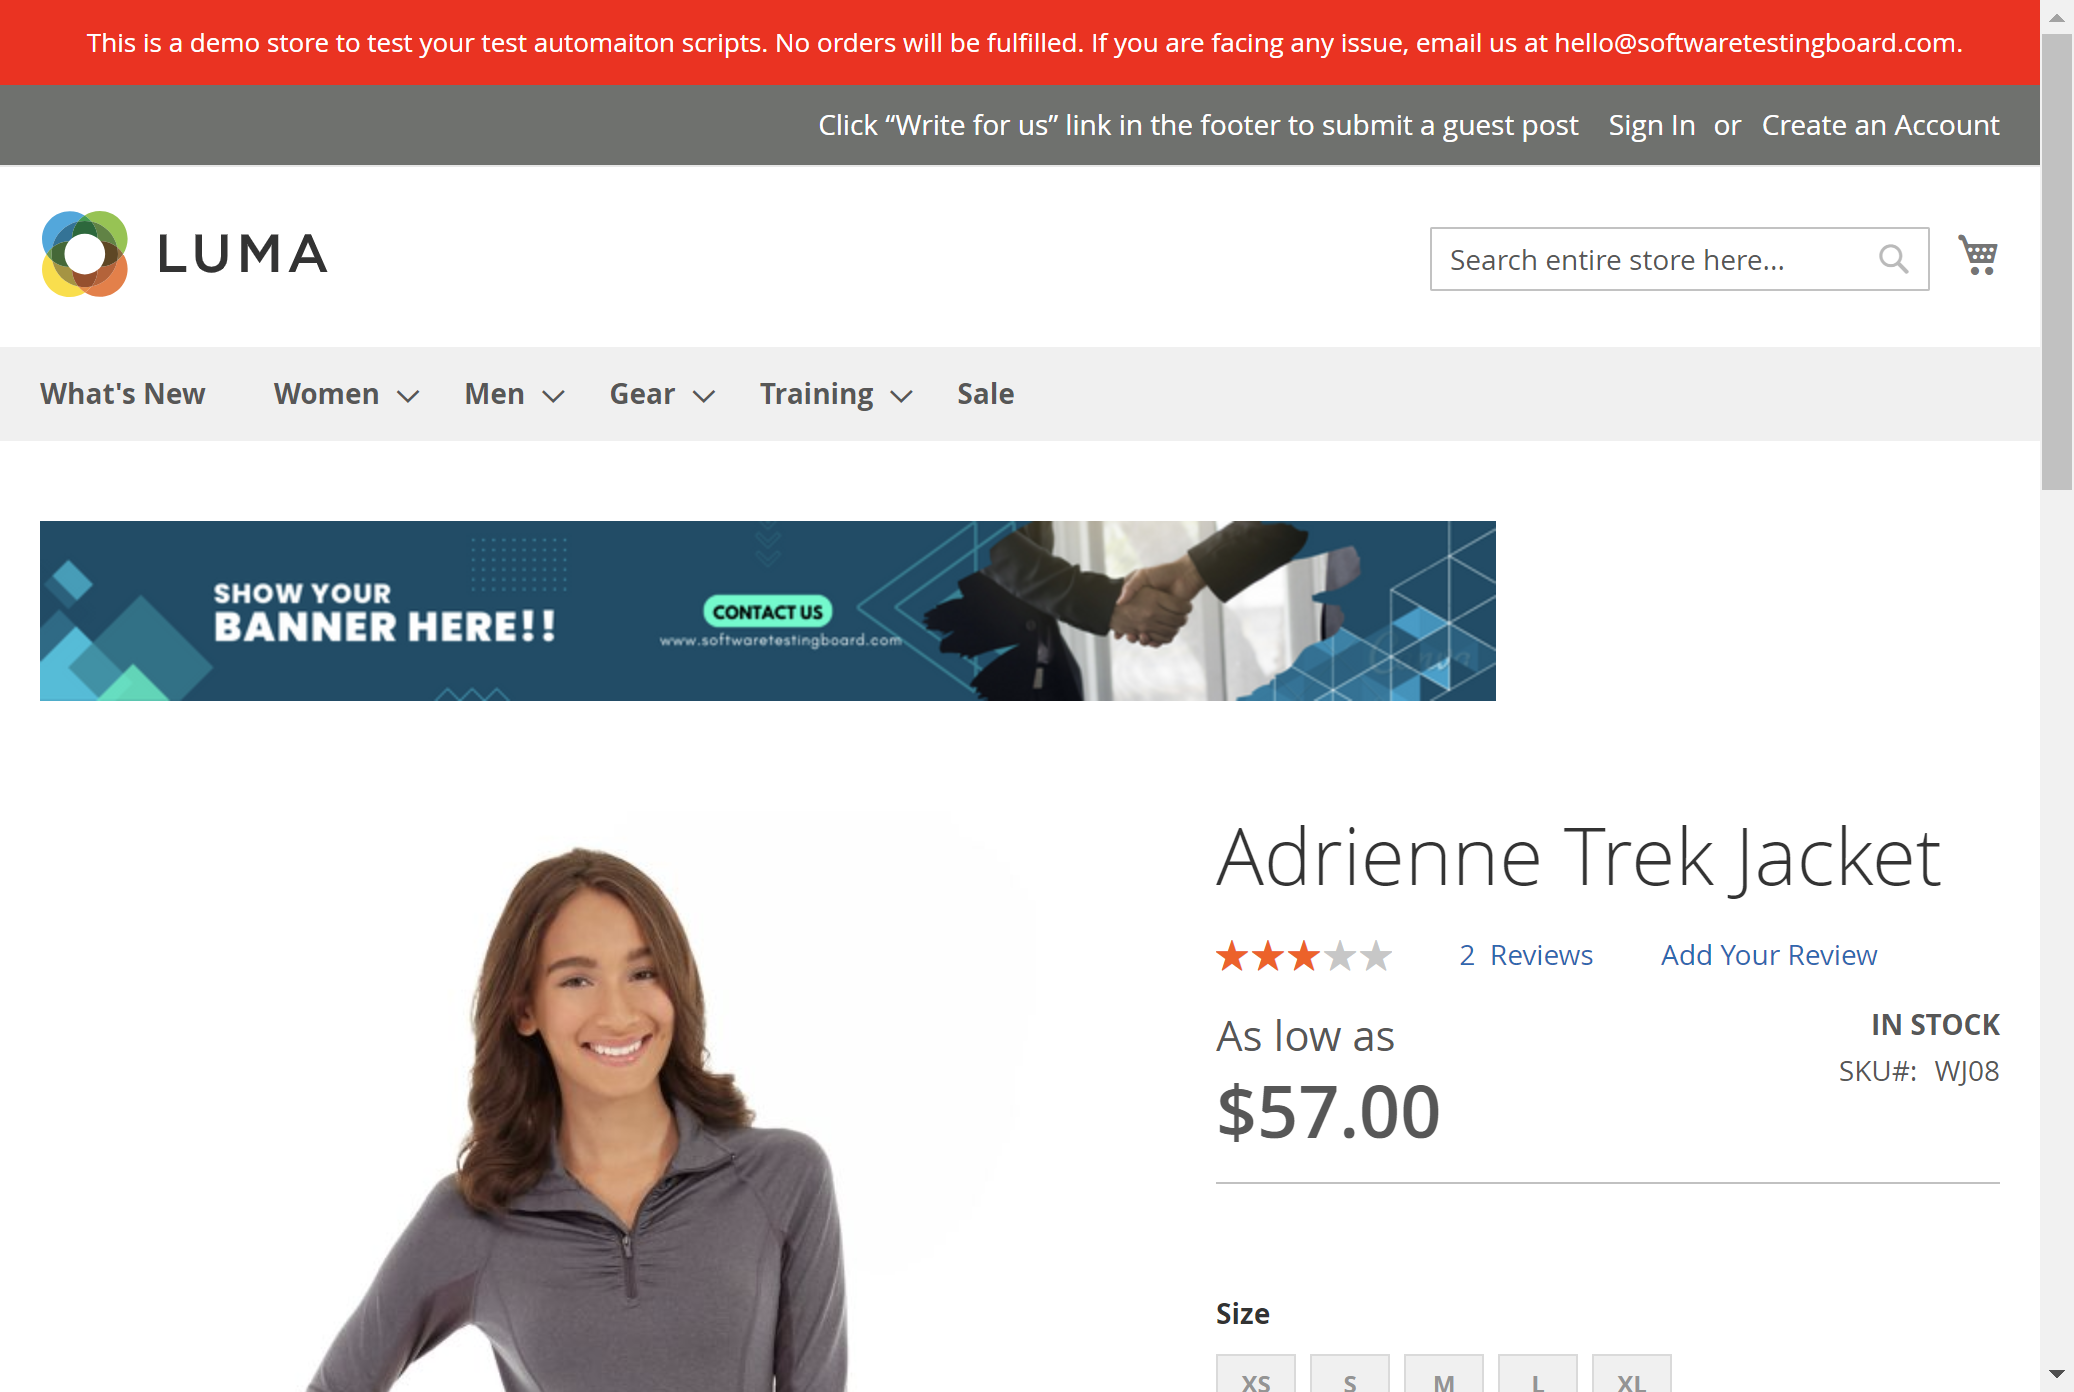 This is a demo store to test your test automaiton scripts. No orders will be fulfilled. If you are facing any issue, email us at hello@softwaretestingboard.com.
Click “Write for us” link in the footer to submit a guest post Sign In or Create an Account
LUMA
Search entire store here...
What's New Women Men Gear Training Sale
SHOW YOUR
BANNER HERE!!
CONTACT US
www.softwaretestingboard.com
Adrienne Trek Jacket
2 Reviews Add Your Review
As low as
$57.00
IN STOCK
SKU#: WJ08
Size
XS S M L XL